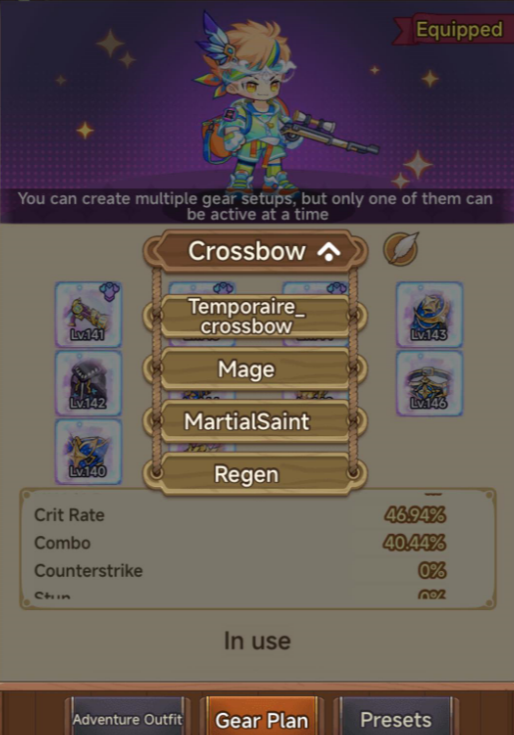 Equipped
You can create multiple gear setups, but only one of them can
be active at a time
Crossbow
Temporaire_
crossbow
Mage
MartialSaint
Regen
Lv.141
Lv.143
Lv.142
Lv.146
Lv.140
Crit Rate 46.94%
Combo 40.44%
Counterstrike 0%
Stun 0%
In use
Adventure Outfit
Gear Plan
Presets